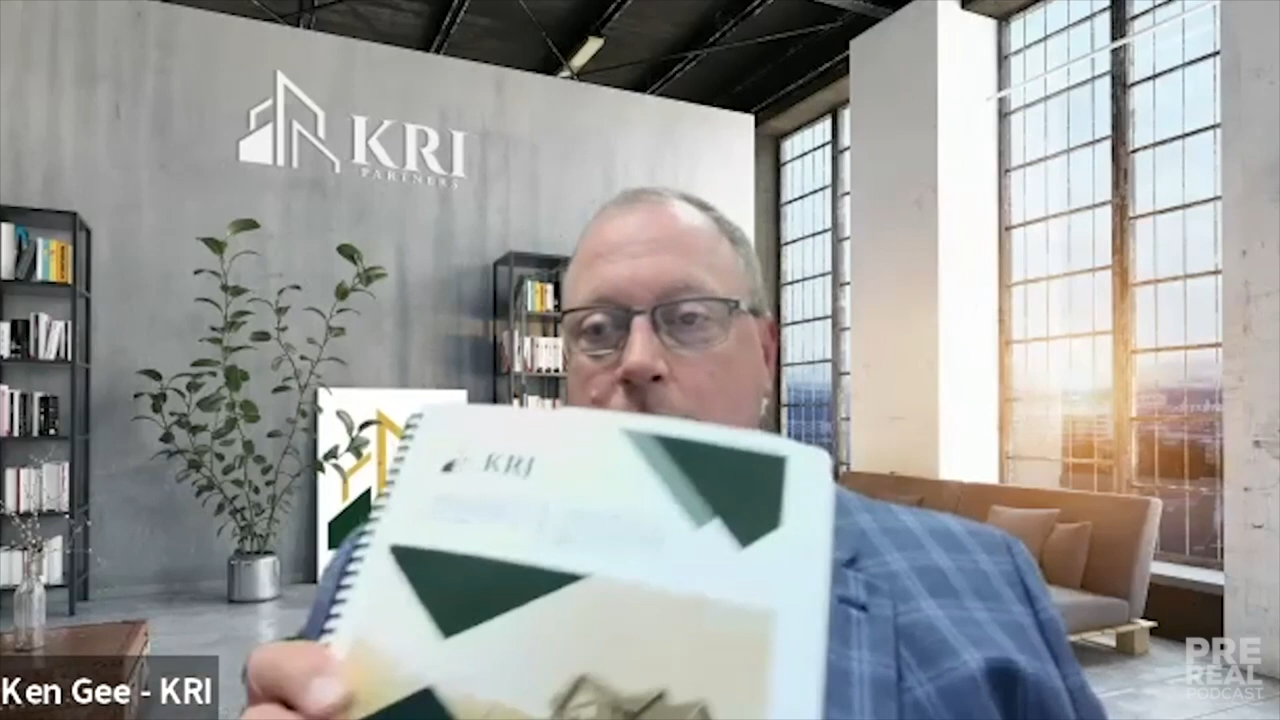 KRI
PARTNERS
KRI
Ken Gee - KRI
PRE
REAL
PODCAST